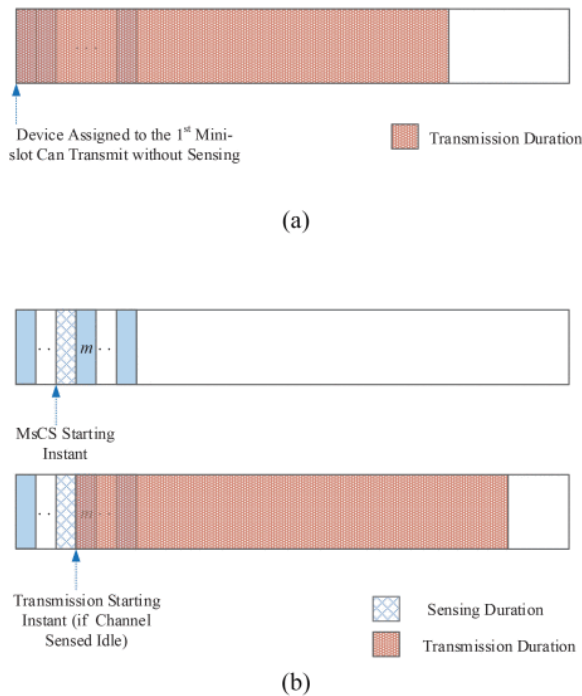 · · ·
Device Assigned to the 1st Mini-
slot Can Transmit without Sensing
Transmission Duration
(a)
· · m · ·
MsCS Starting
Instant
· · m · ·
Transmission Starting
Instant (if Channel
Sensed Idle)
Sensing Duration
Transmission Duration
(b)